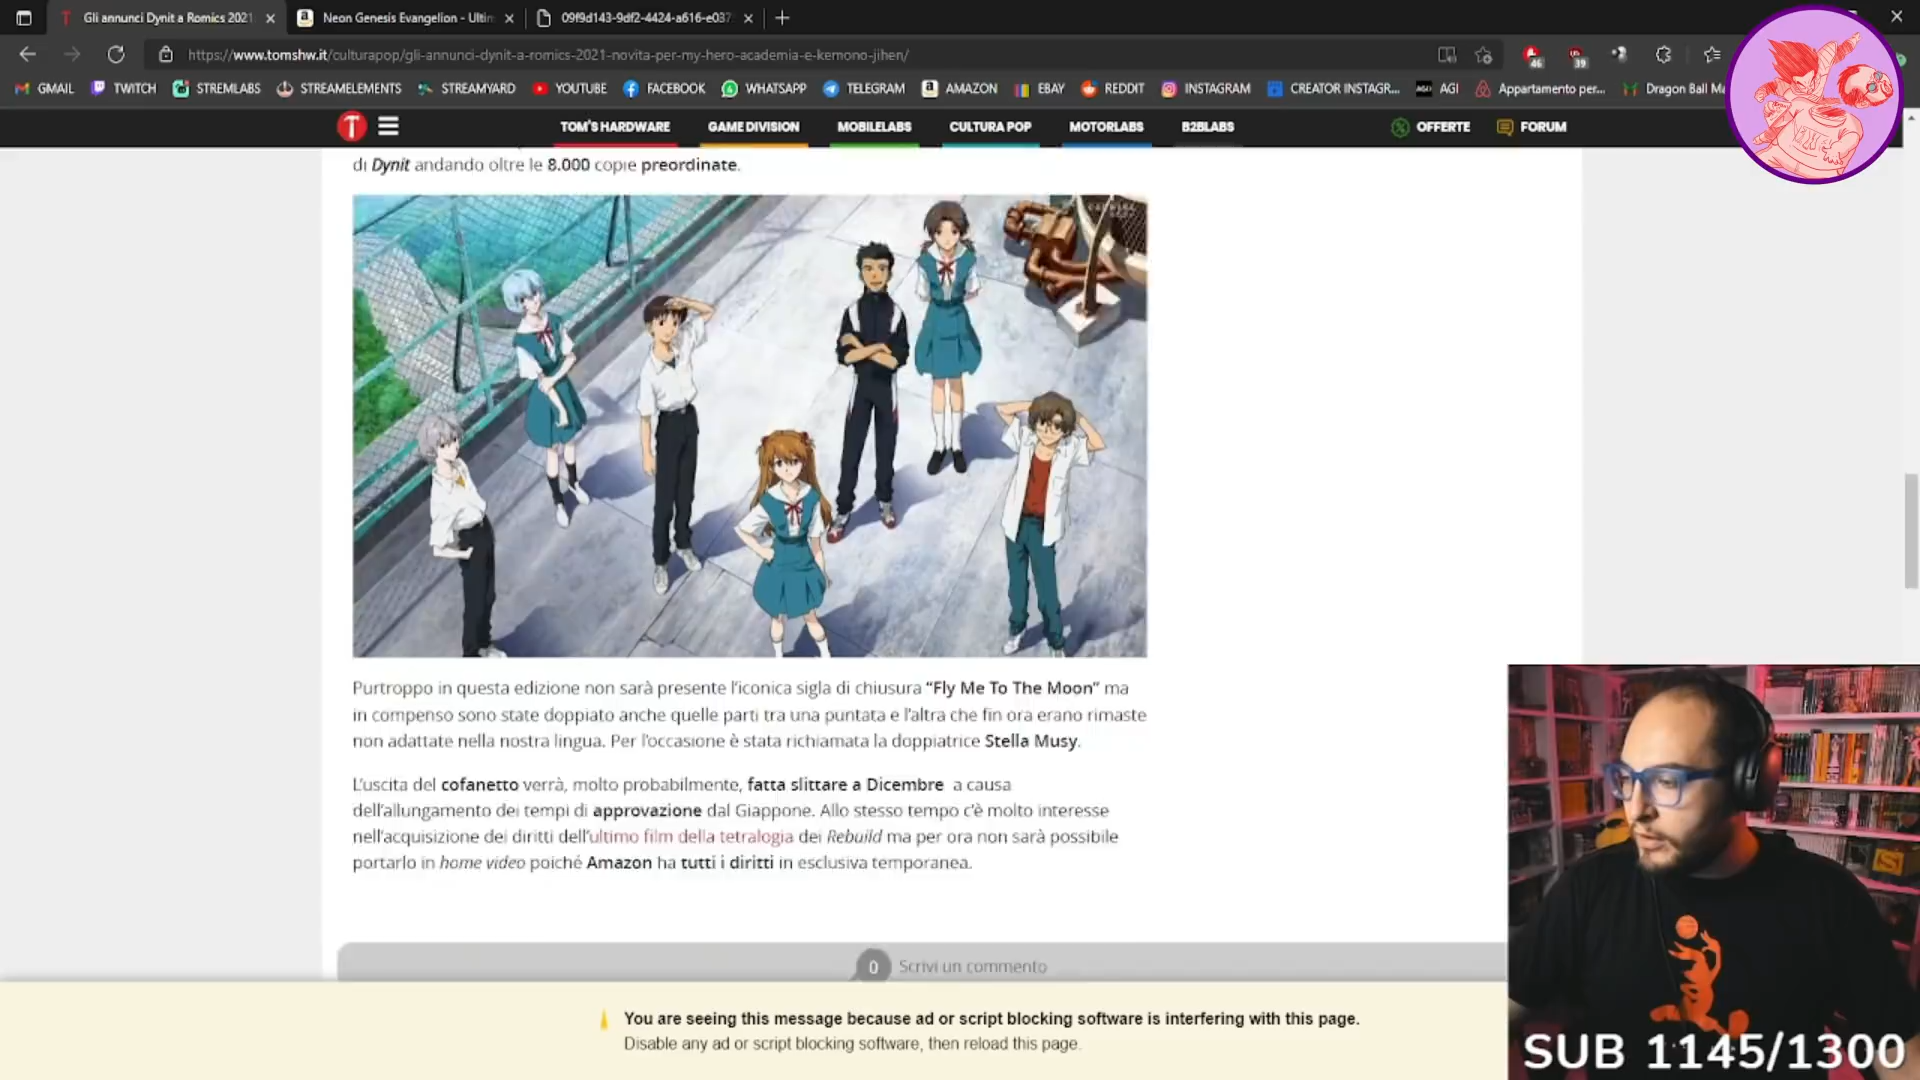 Gli annunci Dynit a Romics 2021
Neon Genesis Evangelion - Ultim
09f9d143-9df2-4424-a616-e037
https://www.tomshw.it/culturapop/gli-annunci-dynit-a-romics-2021-novita-per-my-hero-academia-e-kemono-jihen/
46
39
GMAIL TWITCH STREMLABS STREAMELEMENTS STREAMYARD YOUTUBE FACEBOOK WHATSAPP TELEGRAM AMAZON EBAY REDDIT INSTAGRAM CREATOR INSTAGR... AGI Appartamento per... Dragon Ball Ma
TOM'S HARDWARE GAME DIVISION MOBILELABS CULTURA POP MOTORLABS B2BLABS OFFERTE FORUM
di Dynit andando oltre le 8.000 copie preordinate.
Purtroppo in questa edizione non sarà presente l'iconica sigla di chiusura “Fly Me To The Moon” ma
in compenso sono state doppiato anche quelle parti tra una puntata e l'altra che fin ora erano rimaste
non adattate nella nostra lingua. Per l'occasione è stata richiamata la doppiatrice Stella Musy.
L'uscita del cofanetto verrà, molto probabilmente, fatta slittare a Dicembre a causa
dell'allungamento dei tempi di approvazione dal Giappone. Allo stesso tempo c'è molto interesse
nell'acquisizione dei diritti dell'ultimo film della tetralogia dei Rebuild ma per ora non sarà possibile
portarlo in home video poiché Amazon ha tutti i diritti in esclusiva temporanea.
0 Scrivi un commento
You are seeing this message because ad or script blocking software is interfering with this page.
Disable any ad or script blocking software, then reload this page.
SUB 1145/1300